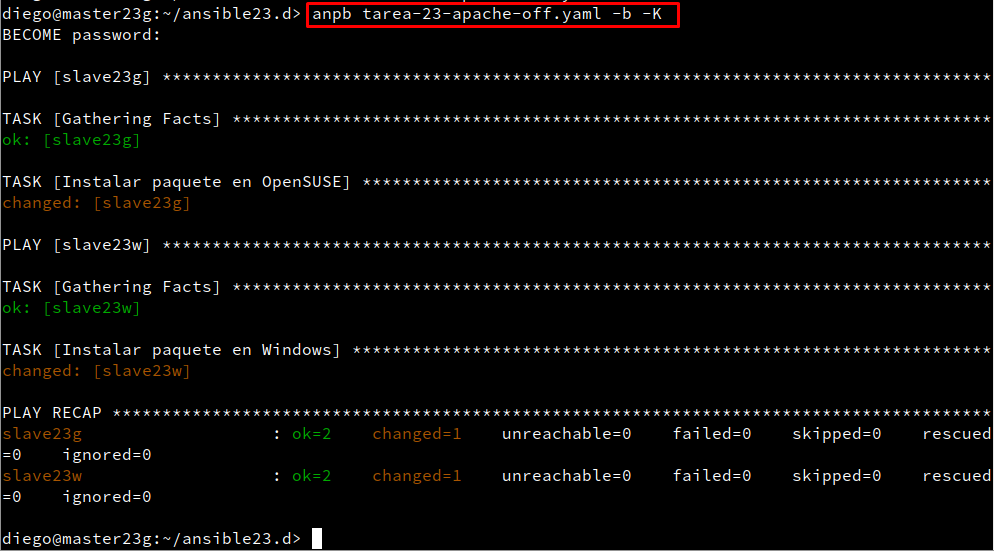 diego@master23g:~/ansible23.d> anpb tarea-23-apache-off.yaml -b -K
BECOME password:
PLAY [slave23g] ***********************************************************************************
TASK [Gathering Facts] ****************************************************************************
ok: [slave23g]
TASK [Instalar paquete en OpenSUSE] ***************************************************************
changed: [slave23g]
PLAY [slave23w] ***********************************************************************************
TASK [Gathering Facts] ****************************************************************************
ok: [slave23w]
TASK [Instalar paquete en Windows] ****************************************************************
changed: [slave23w]
PLAY RECAP ****************************************************************************************
slave23g                   : ok=2    changed=1    unreachable=0    failed=0    skipped=0    rescued
=0    ignored=0
slave23w                   : ok=2    changed=1    unreachable=0    failed=0    skipped=0    rescued
=0    ignored=0
diego@master23g:~/ansible23.d>